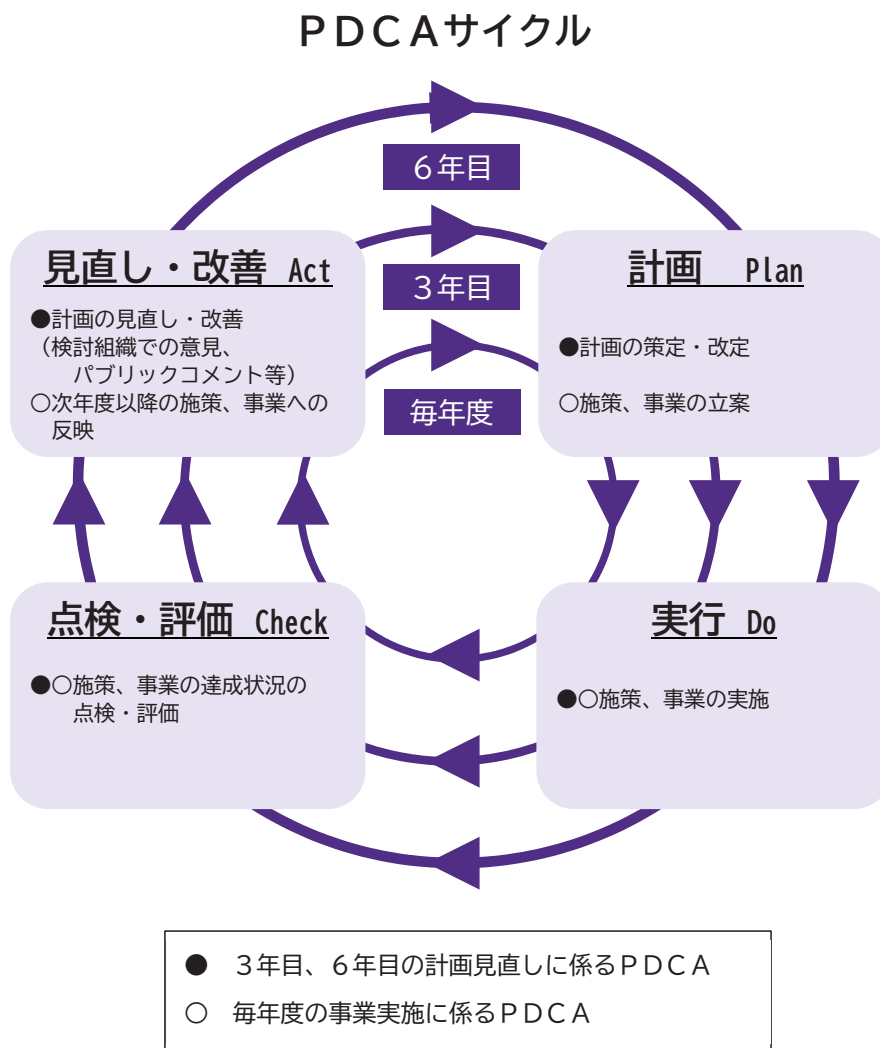 PDCAサイクル
6年目
3年目
毎年度
見直し・改善 Act
●計画の見直し・改善
(検討組織での意見、
パブリックコメント等)
○次年度以降の施策、事業への
反映
計画 Plan
●計画の策定・改定
○施策、事業の立案
点検・評価 Check
●○施策、事業の達成状況の
点検・評価
実行 Do
●○施策、事業の実施
● 3年目、6年目の計画見直しに係るPDCA
○ 毎年度の事業実施に係るPDCA